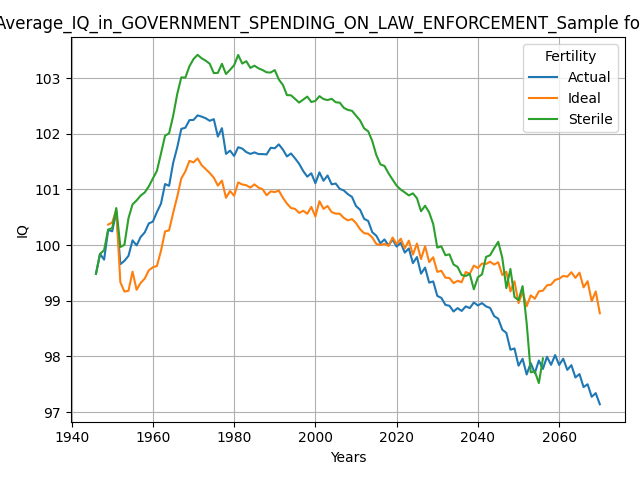 Average_IQ_in_GOVERNMENT_SPENDING_ON_LAW_ENFORCEMENT_Sample fo
Fertility
Actual
Ideal
Sterile
IQ
103
102
101
100
99
98
97
1940 1960 1980 2000 2020 2040 2060
Years